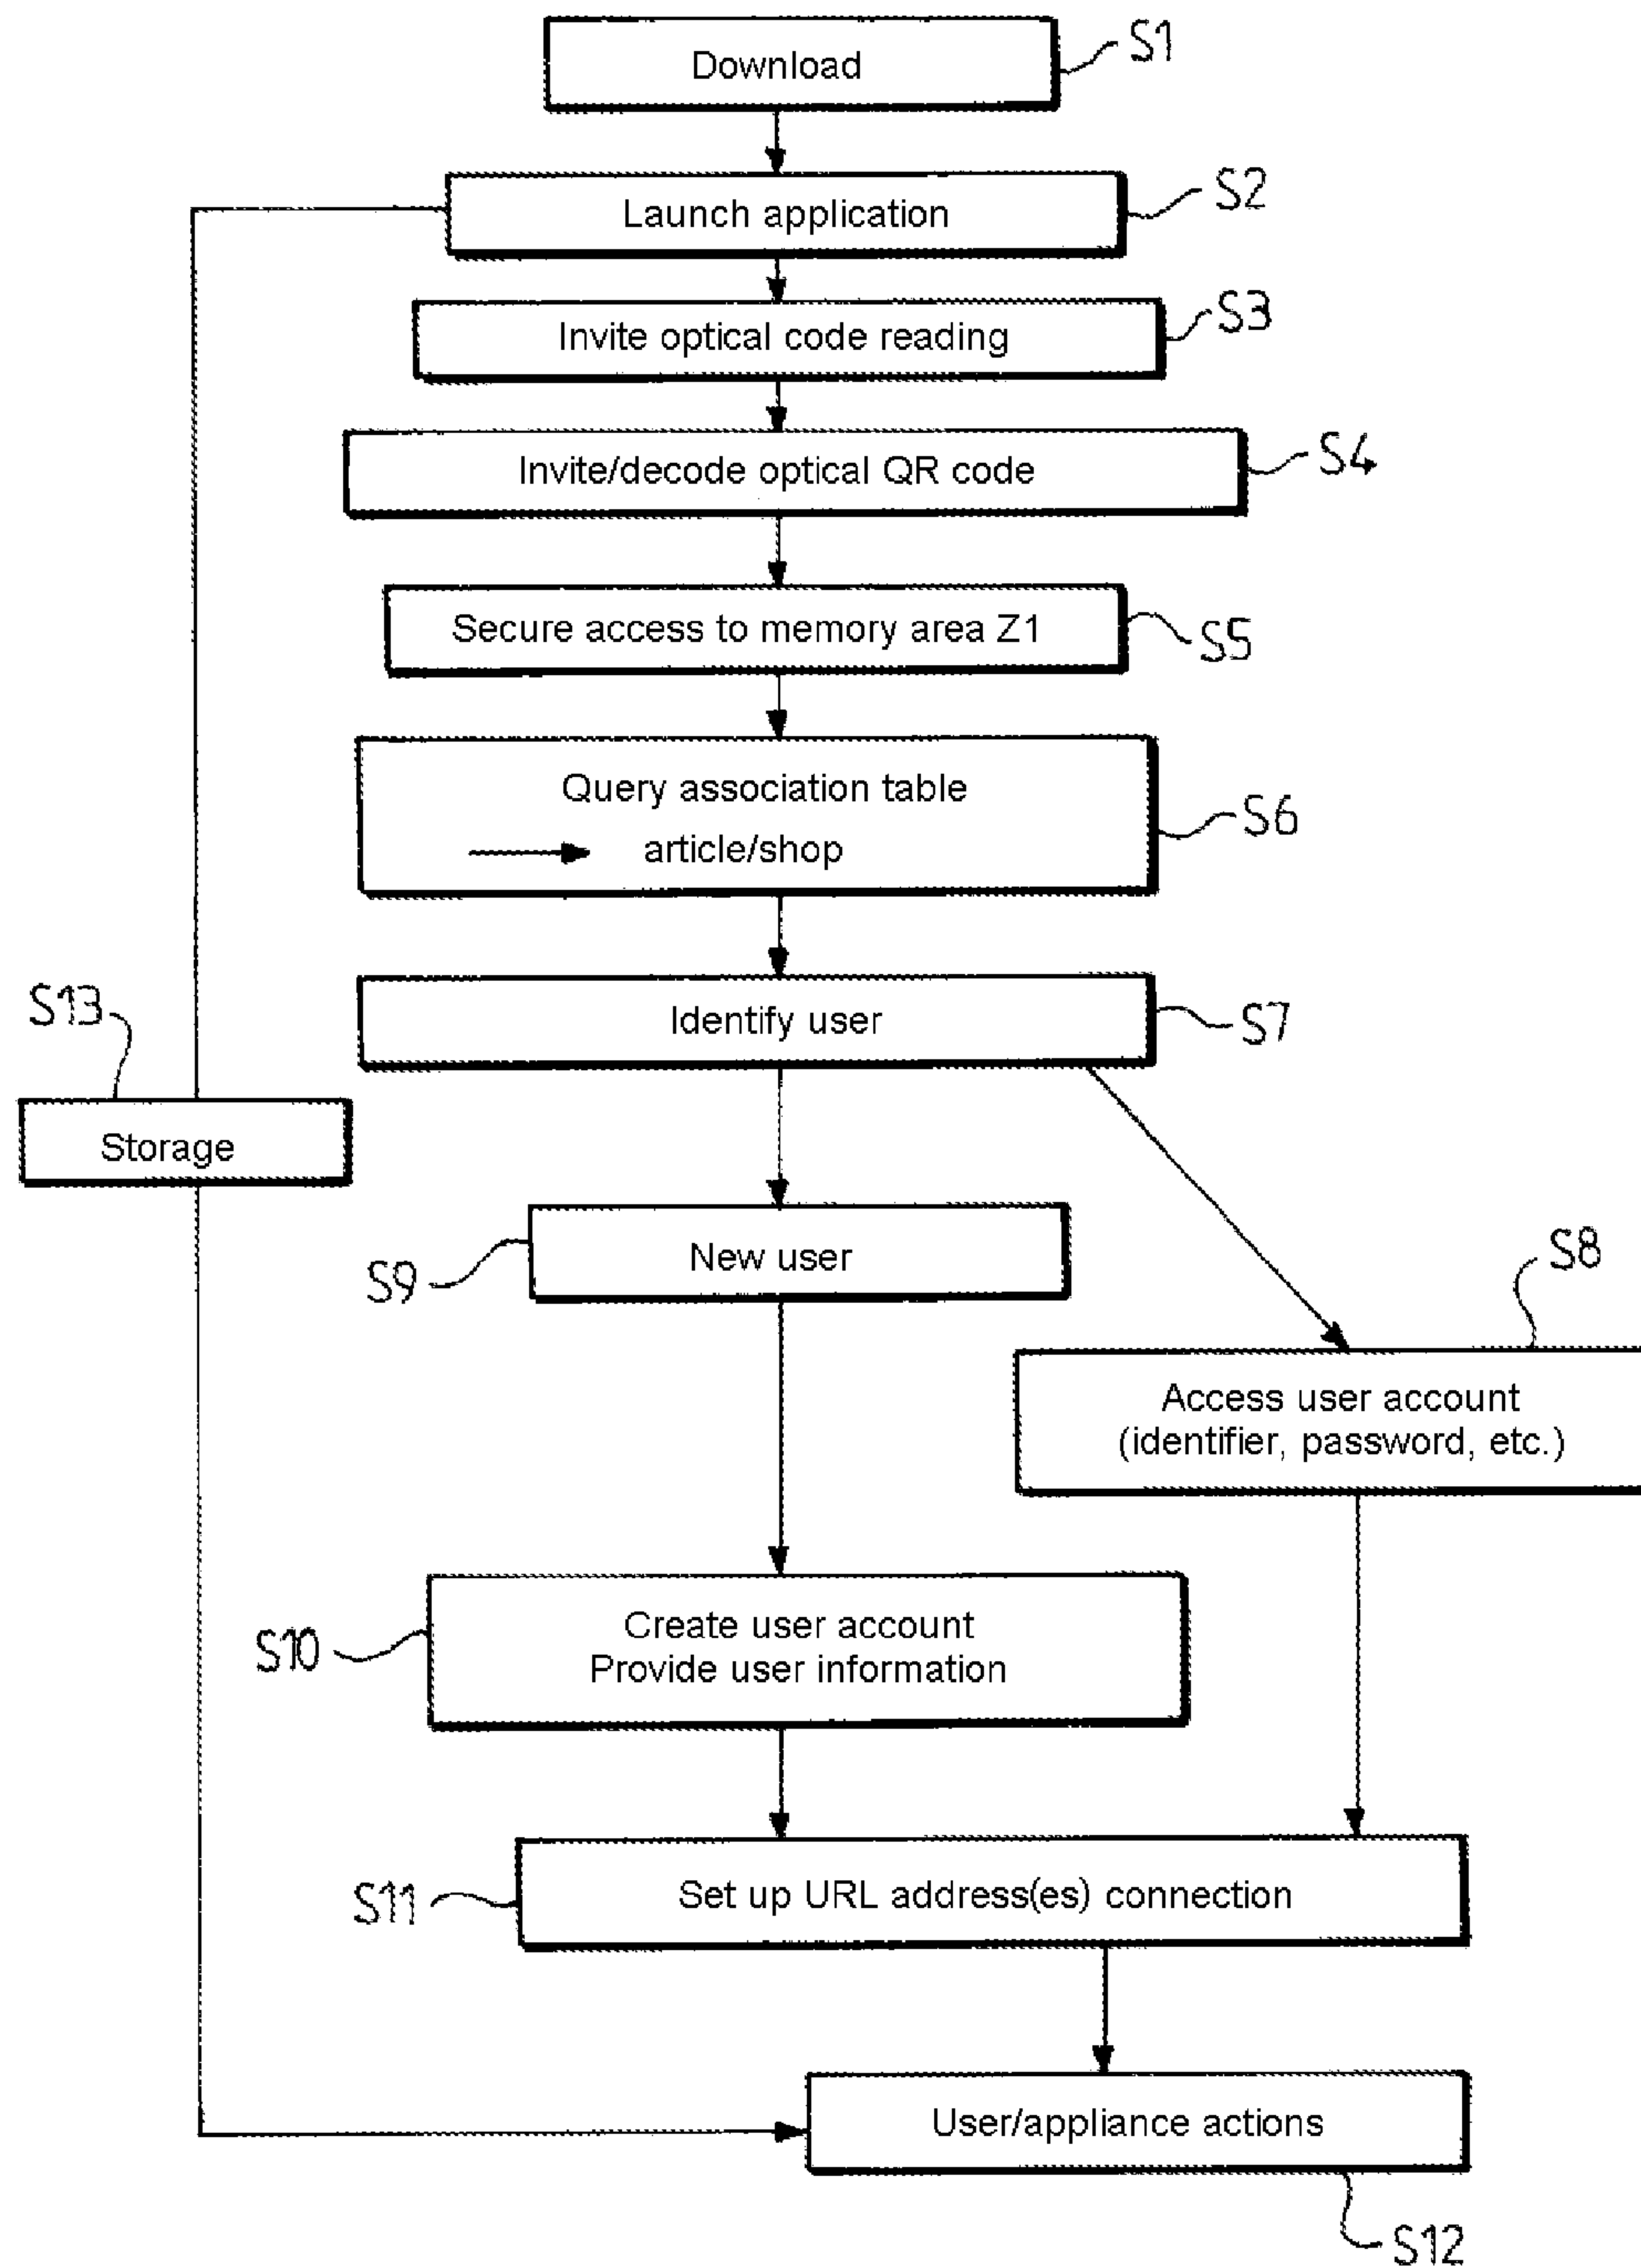 Download
S1
Launch application
S2
Invite optical code reading
S3
Invite/decode optical QR code
S4
Secure access to memory area Z1
S5
Query association table
article/shop
S6
Identify user
S7
S13
Storage
New user
S9
S8
Access user account
(identifier, password, etc.)
Create user account
Provide user information
S10
Set up URL address(es) connection
S11
User/appliance actions
S12